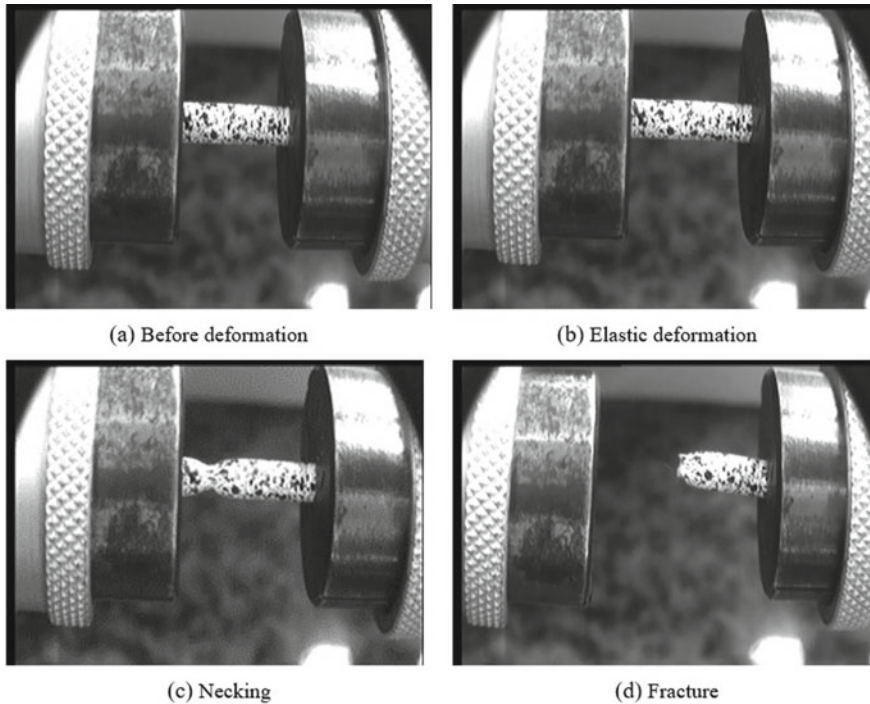 (a) Before deformation
(b) Elastic deformation
(c) Necking
(d) Fracture